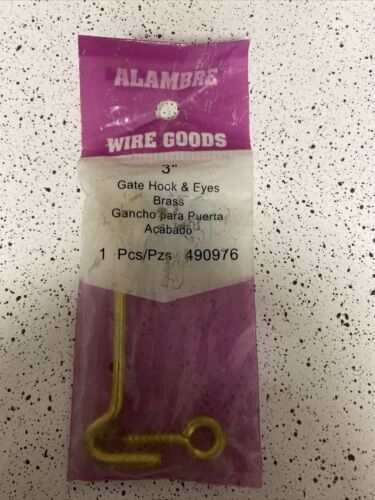 ALAMBRE
WIRE GOODS
3"
Gate Hook & Eyes
Brass
Gancho para Puerta
Acabado
1 Pcs/Pzs 490976